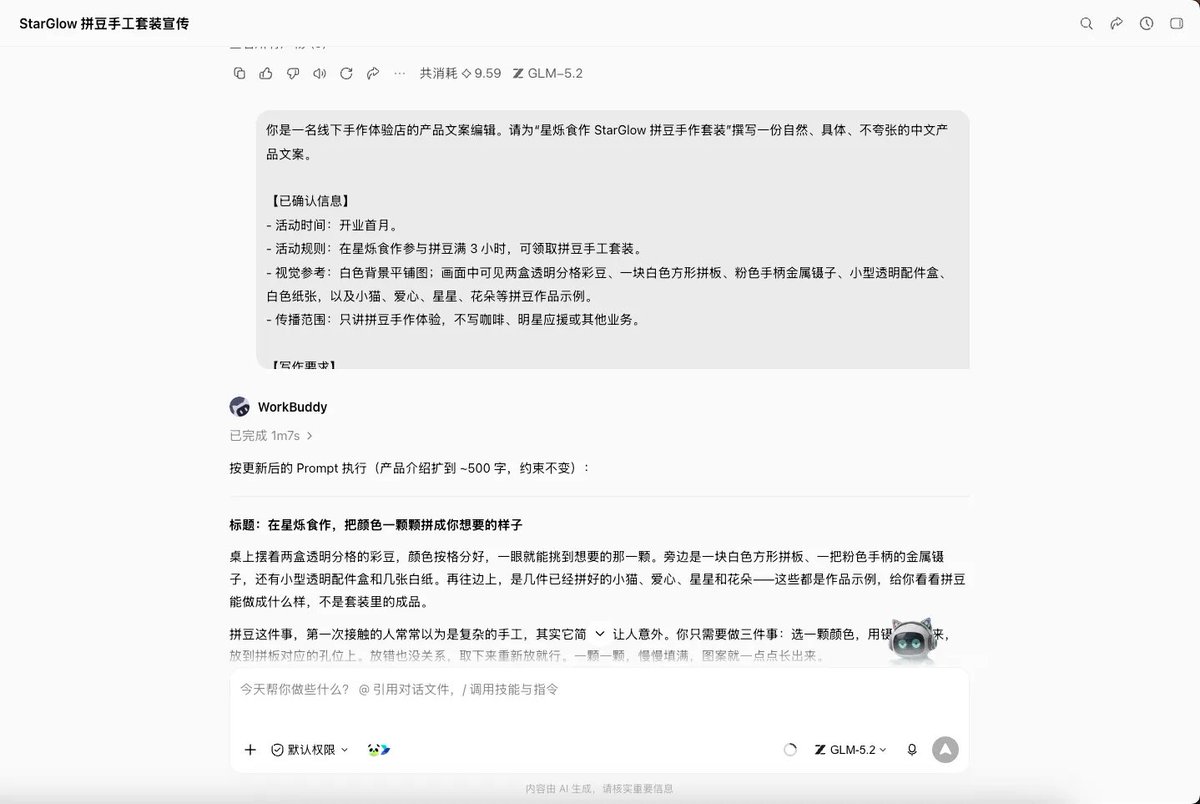 StarGlow 拼豆手工套装宣传
共消耗 9.59 GLM-5.2
你是一名线下手作体验店的产品文案编辑。请为“星烁食作 StarGlow 拼豆手作套装”撰写一份自然、具体、不夸张的中文产
品文案。
【已确认信息】
- 活动时间：开业首月。
- 活动规则：在星烁食作参与拼豆满 3 小时，可领取拼豆手工套装。
- 视觉参考：白色背景平铺图；画面中可见两盒透明分格彩豆、一块白色方形拼板、粉色手柄金属镊子、小型透明配件盒、
白色纸张，以及小猫、爱心、星星、花朵等拼豆作品示例。
- 传播范围：只讲拼豆手作体验，不写咖啡、明星应援或其他业务。
【写作要求】
WorkBuddy
已完成 1m7s
按更新后的 Prompt 执行（产品介绍扩到 ~500 字，约束不变）：
标题：在星烁食作，把颜色一颗颗拼成你想要的样子
桌上摆着两盒透明分格的彩豆，颜色按格分好，一眼就能挑到想要的那一颗。旁边是一块白色方形拼板、一把粉色手柄的金属镊
子，还有小型透明配件盒和几张白纸。再往边上，是几件已经拼好的小猫、爱心、星星和花朵——这些都是作品示例，给你看看拼豆
能做成什么样，不是套装里的成品。
拼豆这件事，第一次接触的人常常以为是复杂的手工，其实它简 让人意外。你只需要做三件事：选一颗颜色，用镊 来，
放到拼板对应的孔位上。放错也没关系，取下来重新放就行。一颗一颗，慢慢填满，图案就一点点长出来。
今天帮你做些什么？ @ 引用对话文件，/ 调用技能与指令
默认权限 GLM-5.2
内容由 AI 生成，请核实重要信息